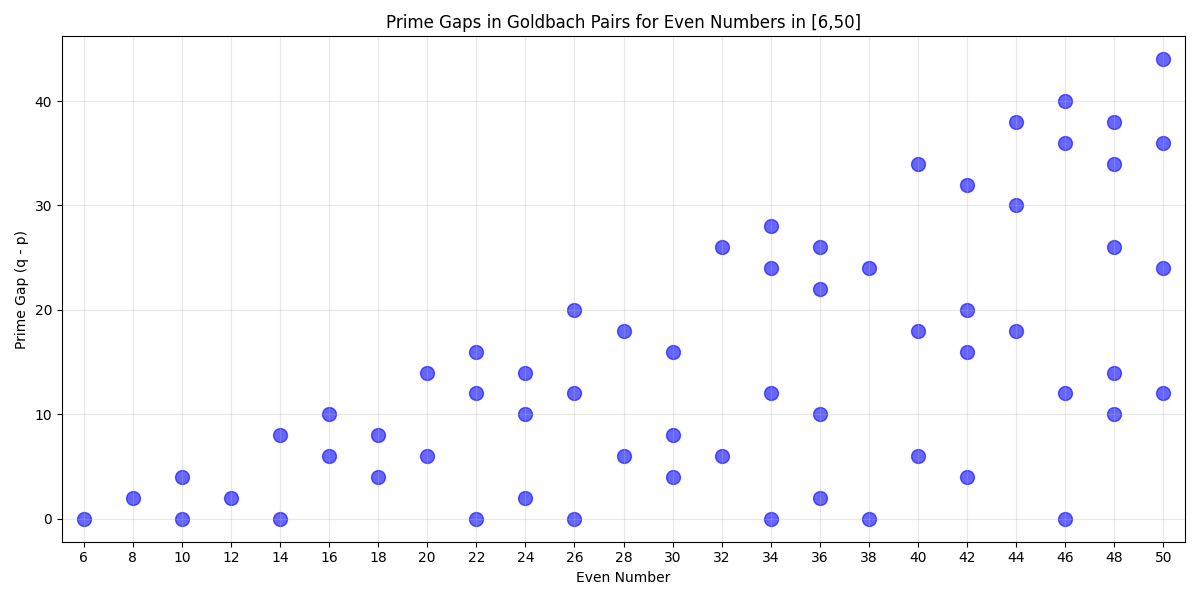 Prime Gaps in Goldbach Pairs for Even Numbers in [6,50]
Prime Gap (q - p)
40
30
20
10
0
6 8 10 12 14 16 18 20 22 24 26 28 30 32 34 36 38 40 42 44 46 48 50
Even Number